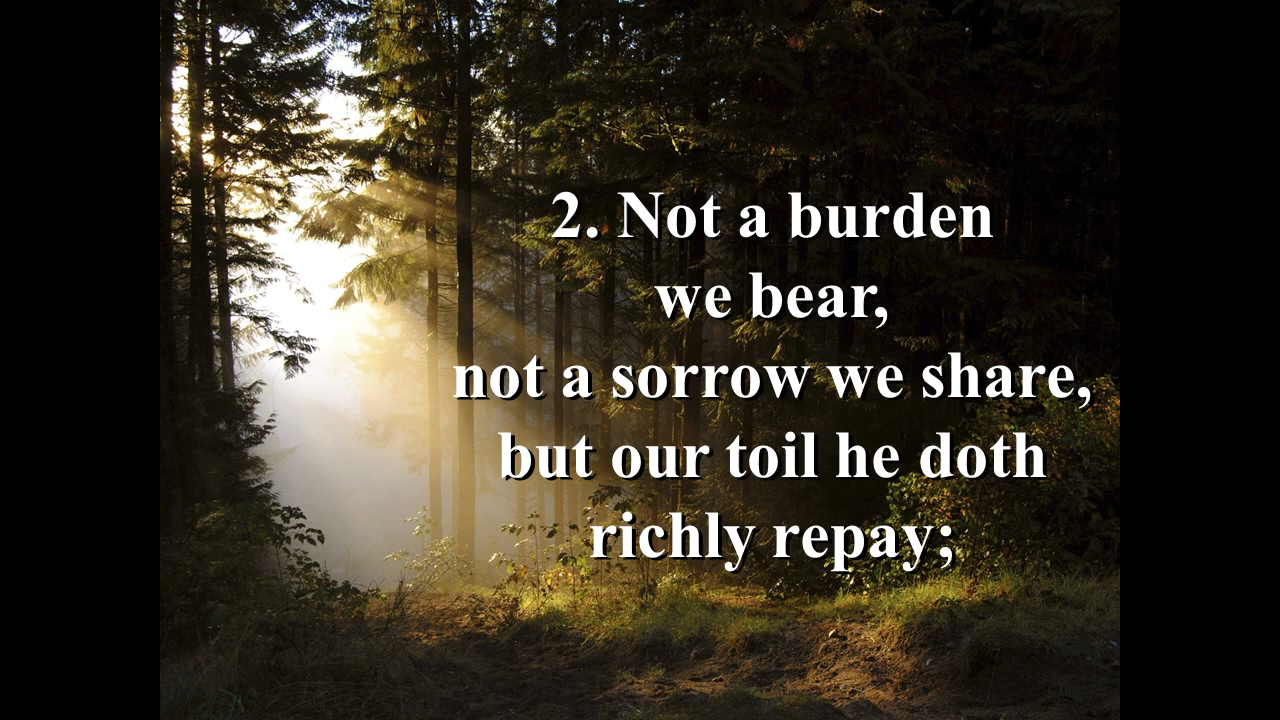 2. Not a burden
we bear,
not a sorrow we share,
but our toil he doth
richly repay;